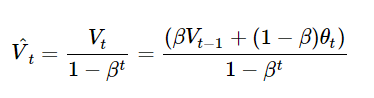 V̂_t = V_t / (1 − β^t) = (βV_{t−1} + (1 − β)θ_t) / (1 − β^t)